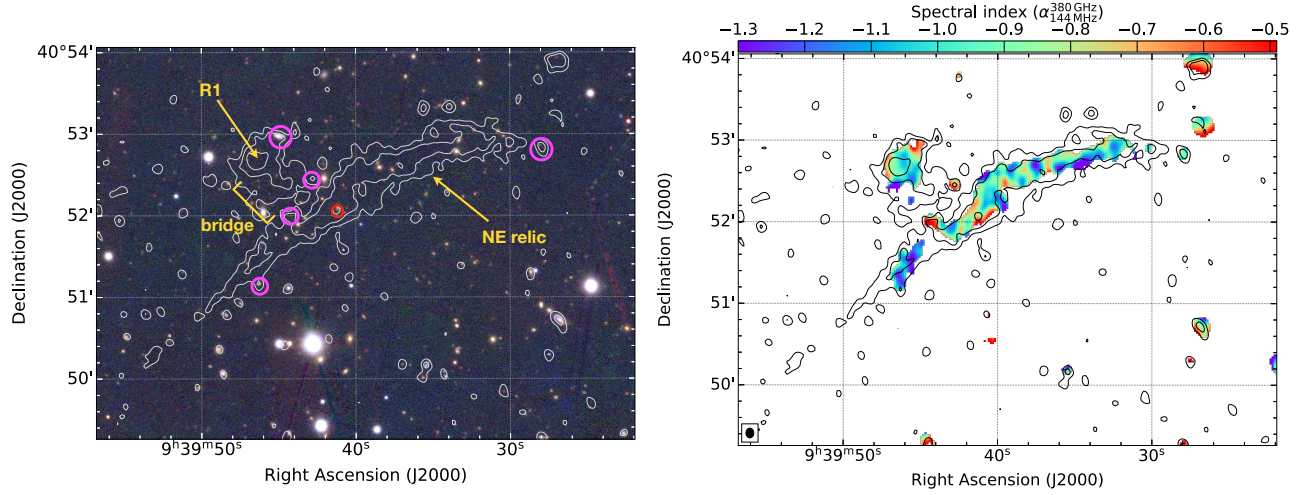 40°54'
53'
52'
51'
50'
Declination (J2000)
R1
bridge
NE relic
9ʰ39ᵐ50ˢ
40ˢ
30ˢ
Right Ascension (J2000)
Spectral index (α³⁸⁰ ᴳᴴᶻ₁₄₄ MHz)
−1.3
−1.2
−1.1
−1.0
−0.9
−0.8
−0.7
−0.6
−0.5
40°54'
53'
52'
51'
50'
Declination (J2000)
9ʰ39ᵐ50ˢ
40ˢ
30ˢ
Right Ascension (J2000)